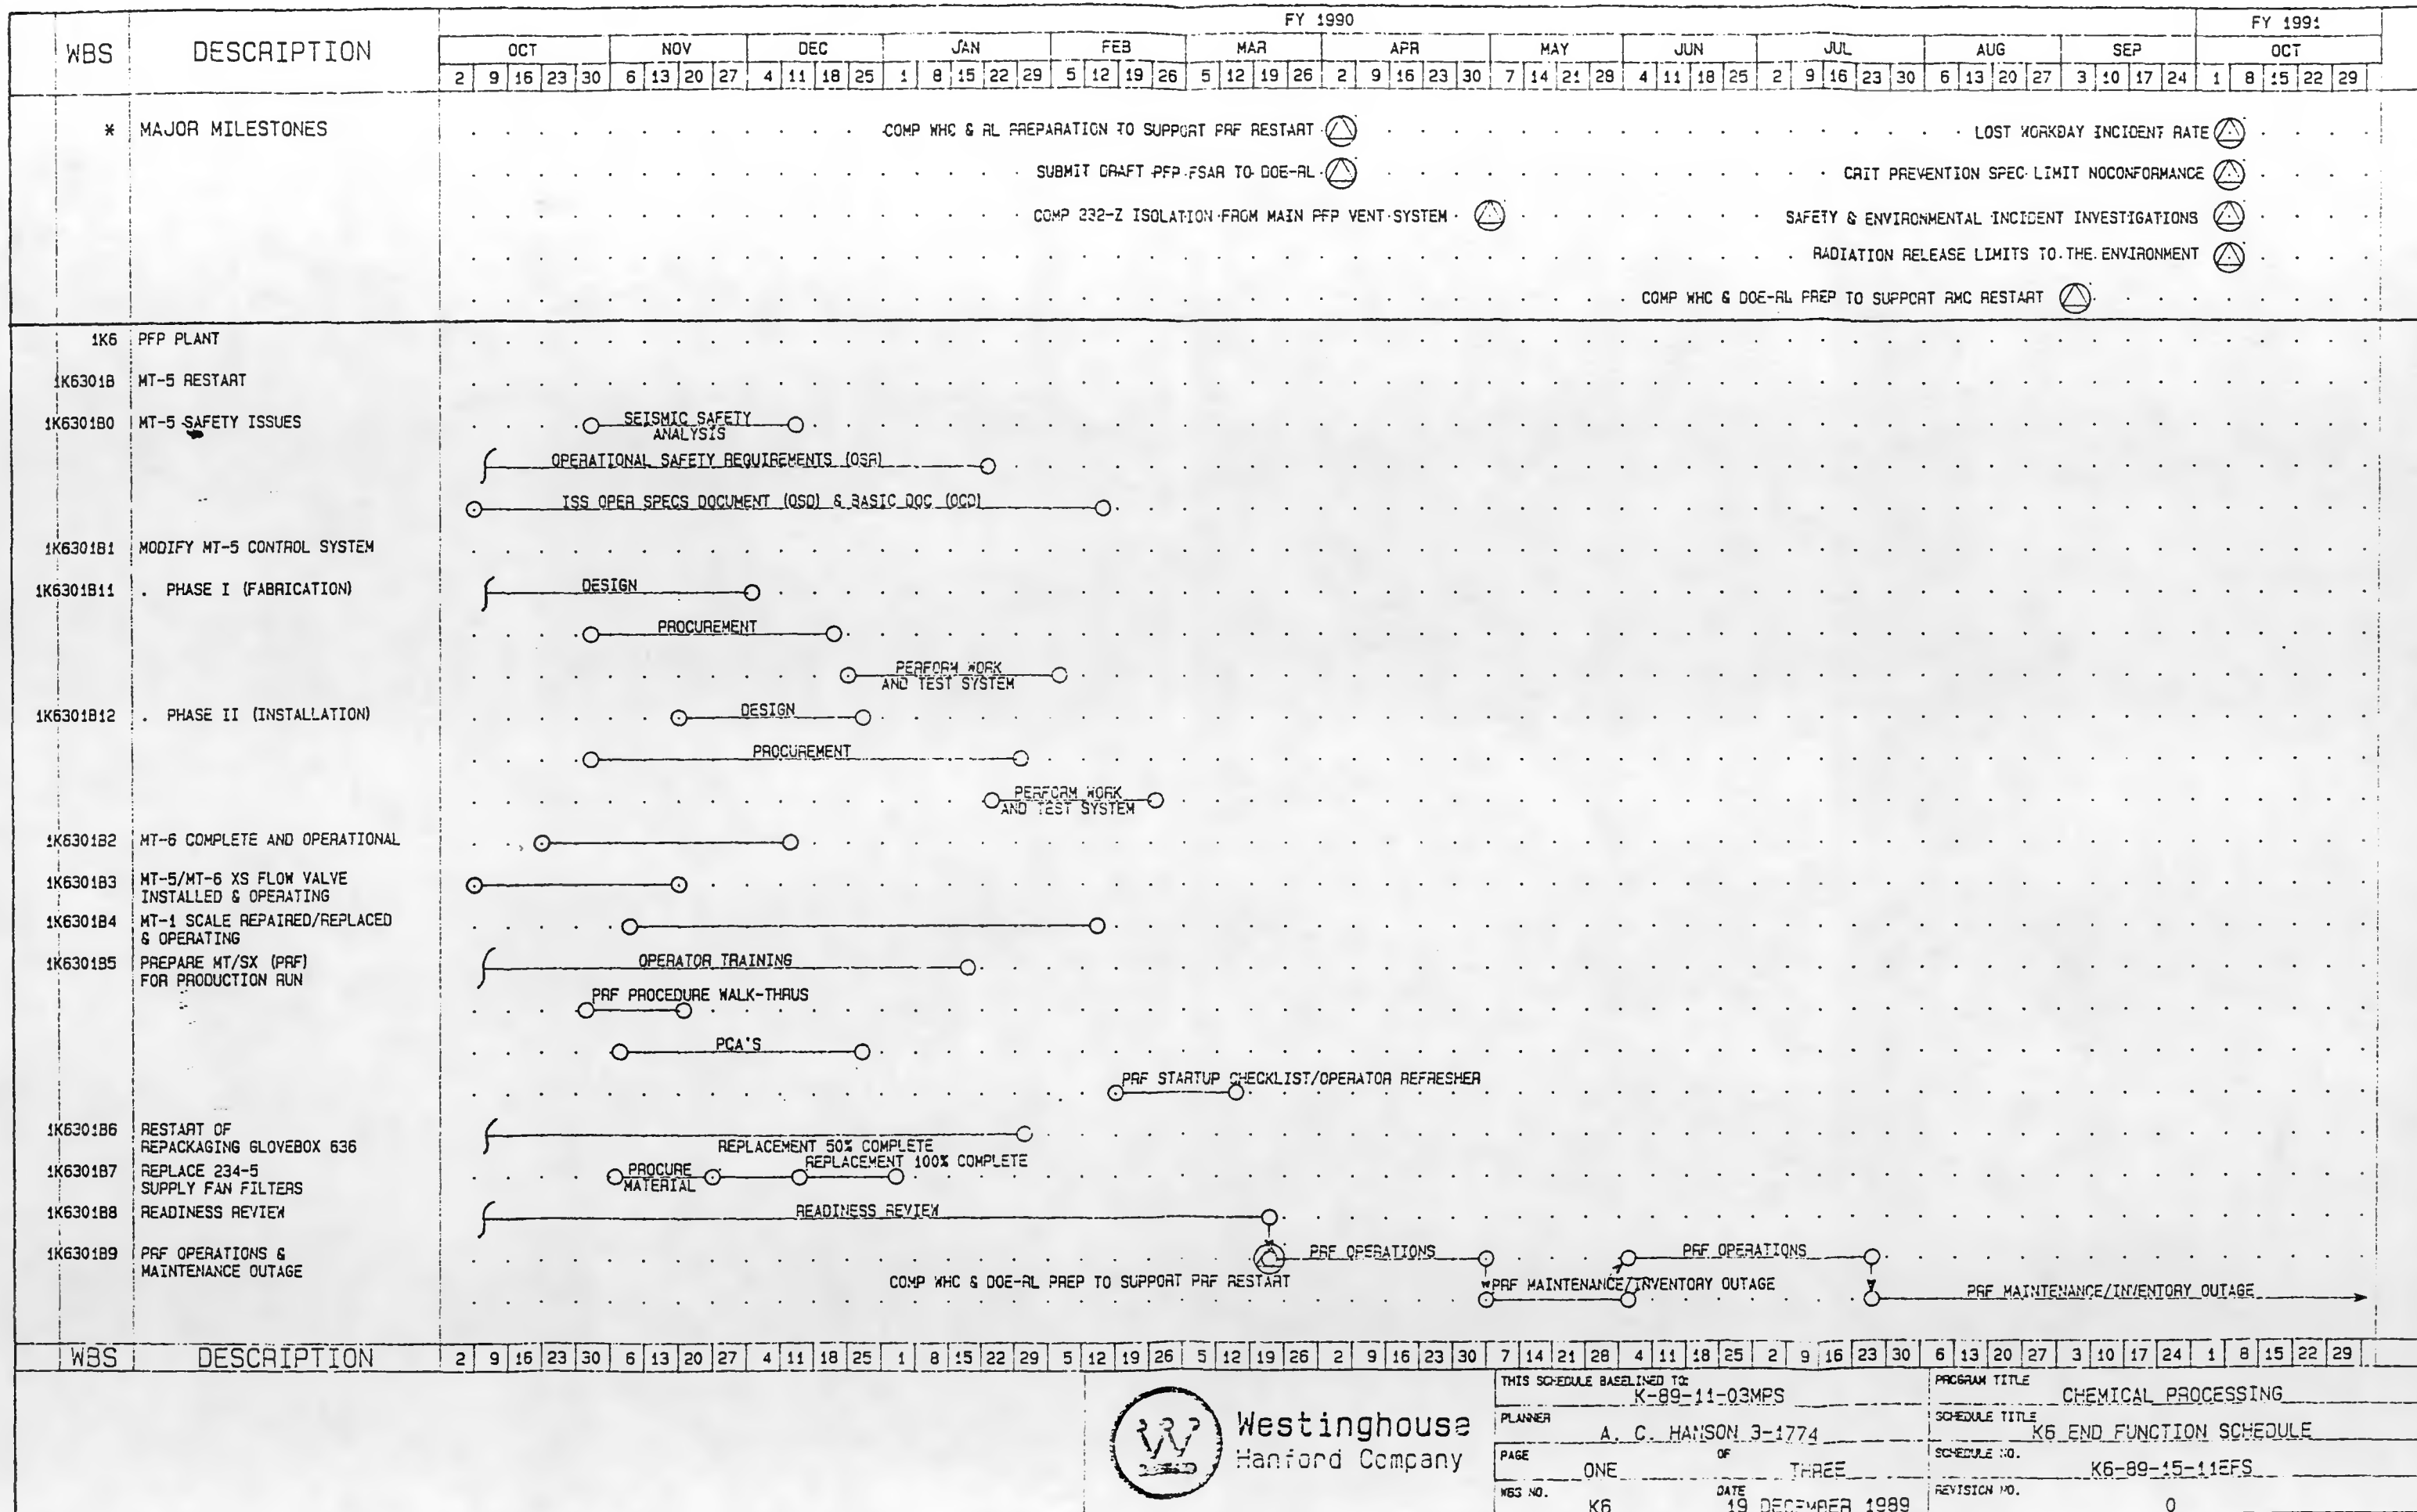 FY 1990
FY 1991
WBS
DESCRIPTION
OCT NOV DEC JAN FEB MAR APR MAY JUN JUL AUG SEP OCT
2 9 16 23 30 6 13 20 27 4 11 18 25 1 8 15 22 29 5 12 19 26 5 12 19 26 2 9 16 23 30 7 14 21 28 4 11 18 25 2 9 16 23 30 6 13 20 27 3 10 17 24 1 8 15 22 29
* MAJOR MILESTONES
COMP WHC & RL PREPARATION TO SUPPORT PRF RESTART
LOST WORKDAY INCIDENT RATE
SUBMIT DRAFT PFP FSAR TO DOE-RL
CRIT PREVENTION SPEC LIMIT NOCONFORMANCE
COMP 232-Z ISOLATION FROM MAIN PFP VENT SYSTEM
SAFETY & ENVIRONMENTAL INCIDENT INVESTIGATIONS
RADIATION RELEASE LIMITS TO THE ENVIRONMENT
COMP WHC & DOE-RL PREP TO SUPPORT RMC RESTART
1K6 PFP PLANT
1K6301B MT-5 RESTART
1K6301B0 MT-5 SAFETY ISSUES
SEISMIC SAFETY
ANALYSIS
OPERATIONAL SAFETY REQUIREMENTS (OSR)
ISS OPER SPECS DOCUMENT (OSD) & BASIC DOC (OCD)
1K6301B1 MODIFY MT-5 CONTROL SYSTEM
1K6301B11 . PHASE I (FABRICATION)
DESIGN
PROCUREMENT
PERFORM WORK
AND TEST SYSTEM
1K6301B12 . PHASE II (INSTALLATION)
DESIGN
PROCUREMENT
PERFORM WORK
AND TEST SYSTEM
1K6301B2 MT-6 COMPLETE AND OPERATIONAL
1K6301B3 MT-5/MT-6 XS FLOW VALVE
INSTALLED & OPERATING
1K6301B4 MT-1 SCALE REPAIRED/REPLACED
& OPERATING
1K6301B5 PREPARE MT/SX (PRF)
FOR PRODUCTION RUN
OPERATOR TRAINING
PRF PROCEDURE WALK-THRUS
PCA'S
PRF STARTUP CHECKLIST/OPERATOR REFRESHER
1K6301B6 RESTART OF
REPACKAGING GLOVEBOX 636
REPLACEMENT 50% COMPLETE
1K6301B7 REPLACE 234-5
SUPPLY FAN FILTERS
PROCURE
MATERIAL
REPLACEMENT 100% COMPLETE
1K6301B8 READINESS REVIEW
READINESS REVIEW
1K6301B9 PRF OPERATIONS &
MAINTENANCE OUTAGE
PRF OPERATIONS
PRF OPERATIONS
COMP WHC & DOE-RL PREP TO SUPPORT PRF RESTART
PRF MAINTENANCE/INVENTORY OUTAGE
PRF MAINTENANCE/INVENTORY OUTAGE
WBS DESCRIPTION 2 9 16 23 30 6 13 20 27 4 11 18 25 1 8 15 22 29 5 12 19 26 5 12 19 26 2 9 16 23 30 7 14 21 28 4 11 18 25 2 9 16 23 30 6 13 20 27 3 10 17 24 1 8 15 22 29
Westinghouse
Hanford Company
THIS SCHEDULE BASELINED TO:
K-89-11-03MPS
PROGRAM TITLE
CHEMICAL PROCESSING
PLANNER
A. C. HANSON 3-1774
SCHEDULE TITLE
K6 END FUNCTION SCHEDULE
PAGE ONE OF THREE
SCHEDULE NO.
K6-89-15-11EFS
WBS NO.
K6
DATE
19 DECEMBER 1989
REVISION NO.
0